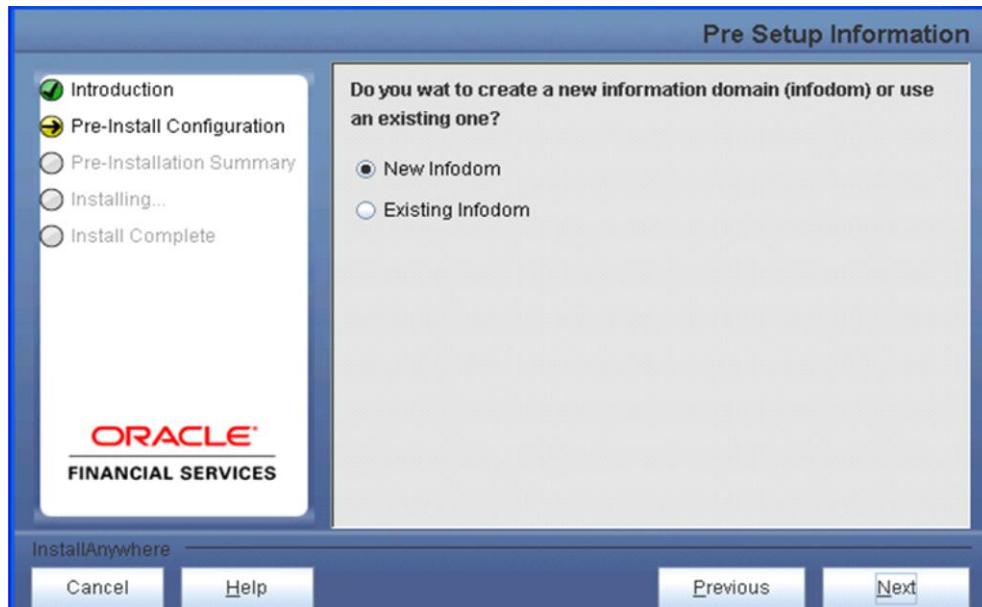 Pre Setup Information
Introduction
Pre-Install Configuration
Pre-Installation Summary
Installing...
Install Complete
ORACLE
FINANCIAL SERVICES
Do you wat to create a new information domain (infodom) or use
an existing one?
New Infodom
Existing Infodom
InstallAnywhere
Cancel
Help
Previous
Next